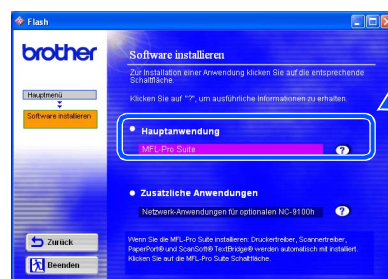 Flash
brother
Hauptmenü
Software installieren
Software installieren
Zur Installation einer Anwendung klicken Sie auf die entsprechende
Schaltfläche.
Klicken Sie auf "?", um ausführliche Informationen zu erhalten.
Hauptanwendung
MFL-Pro Suite
?
Zusätzliche Anwendungen
Netzwerk-Anwendungen für optionalen NC-9100h
?
Wenn Sie die MFL-Pro Suite installieren: Druckertreiber, Scannertreiber,
PaperPort® und ScanSoft® TextBridge® werden automatisch mit installiert.
Klicken Sie auf die MFL-Pro Suite Schaltfläche.
Zurück
Beenden